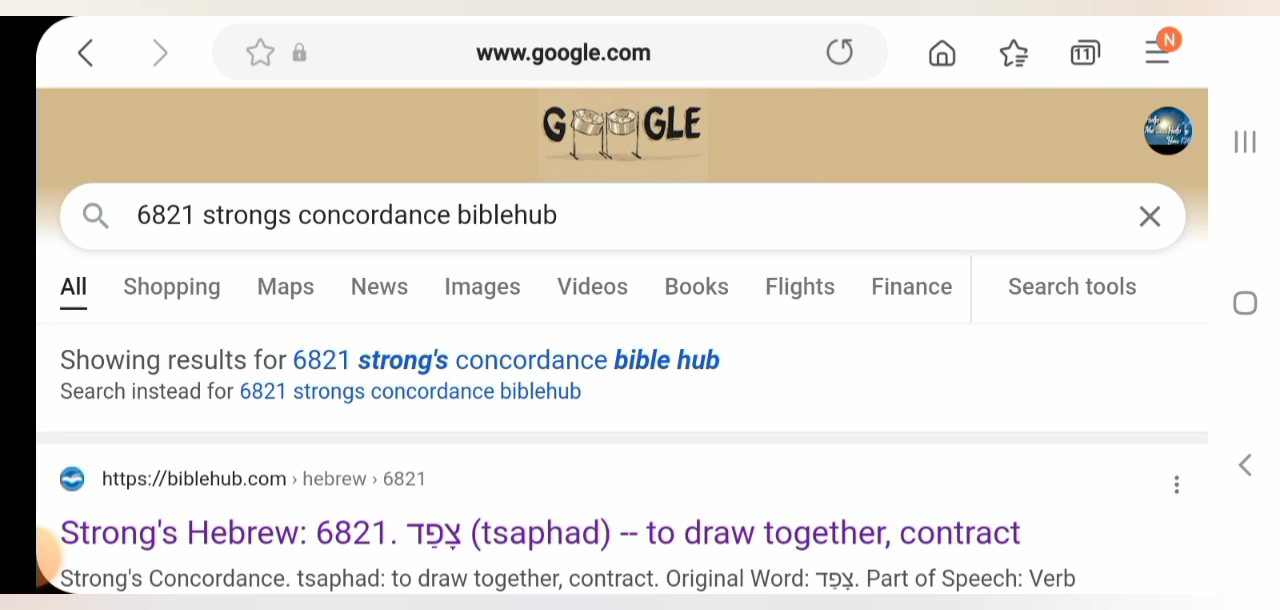 www.google.com
11
N
G GLE
6821 strongs concordance biblehub
All Shopping Maps News Images Videos Books Flights Finance Search tools
Showing results for 6821 strong's concordance bible hub
Search instead for 6821 strongs concordance biblehub
https://biblehub.com › hebrew › 6821
Strong's Hebrew: 6821. צָפַד (tsaphad) -- to draw together, contract
Strong's Concordance. tsaphad: to draw together, contract. Original Word: צָפַד. Part of Speech: Verb